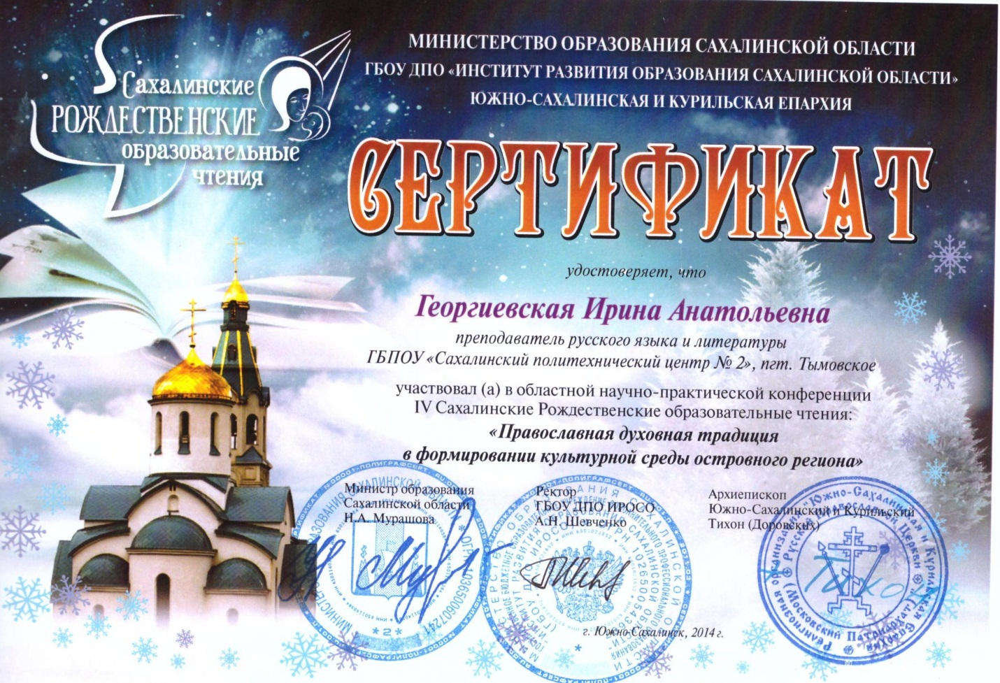 Сахалинские
РОЖДЕСТВЕНСКИЕ
образовательные
чтения
МИНИСТЕРСТВО ОБРАЗОВАНИЯ САХАЛИНСКОЙ ОБЛАСТИ
ГБОУ ДПО «ИНСТИТУТ РАЗВИТИЯ ОБРАЗОВАНИЯ САХАЛИНСКОЙ ОБЛАСТИ»
ЮЖНО-САХАЛИНСКАЯ И КУРИЛЬСКАЯ ЕПАРХИЯ
СЕРТИФИКАТ
удостоверяет, что
Георгиевская Ирина Анатольевна
преподаватель русского языка и литературы
ГБПОУ «Сахалинский политехнический центр № 2», пгт. Тымовское
участвовал (а) в областной научно-практической конференции
IV Сахалинские Рождественские образовательные чтения:
«Православная духовная традиция
в формировании культурной среды островного региона»
Министр образования
Сахалинской области
Н.А. Мурашова
Ректор
ГБОУ ДПО ИРОСО
А.Н. Шевченко
Архиепископ
Южно-Сахалинский и Курильский
Тихон (Доровских)
*2*
г. Южно-Сахалинск, 2014 г.